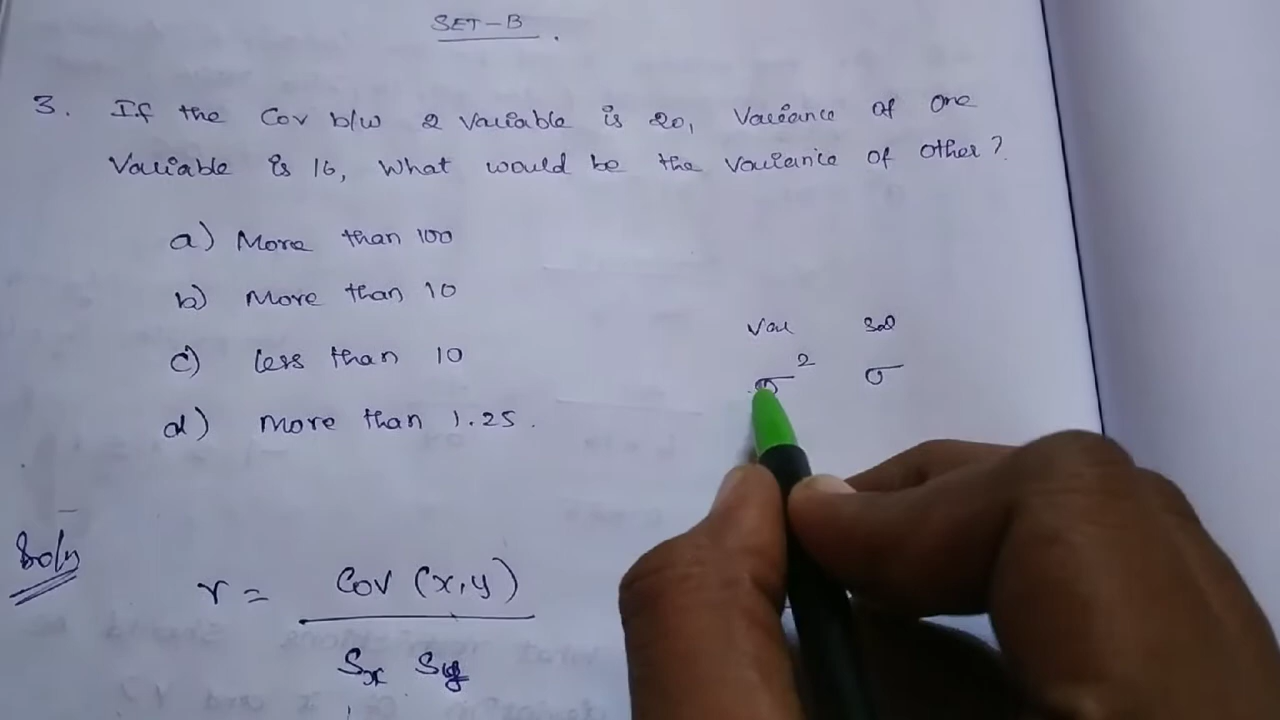 SET-B.
3. If the Cov b/w 2 Variable is 20, Variance of one
Variable is 16, What would be the Variance of other?
a) More than 100
b) More than 10
c) less than 10
d) more than 1.25.
Var Sd
σ² σ
Soln
r = Cov (x,y)
Sx Sy